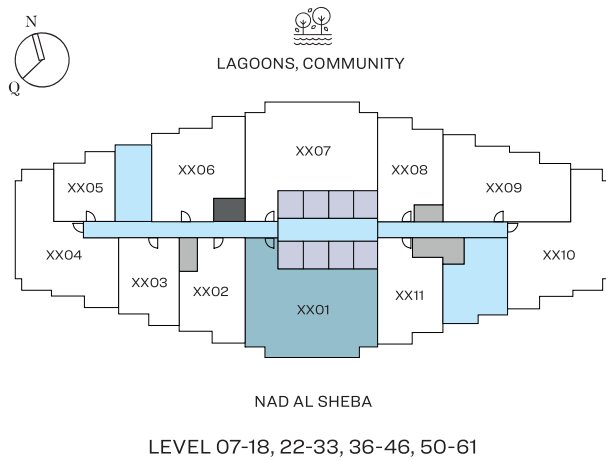 N
Q
LAGOONS, COMMUNITY
XX07
XX06
XX08
XX05
XX09
XX04
XX10
XX03
XX02
XX11
XX01
NAD AL SHEBA
LEVEL 07-18, 22-33, 36-46, 50-61